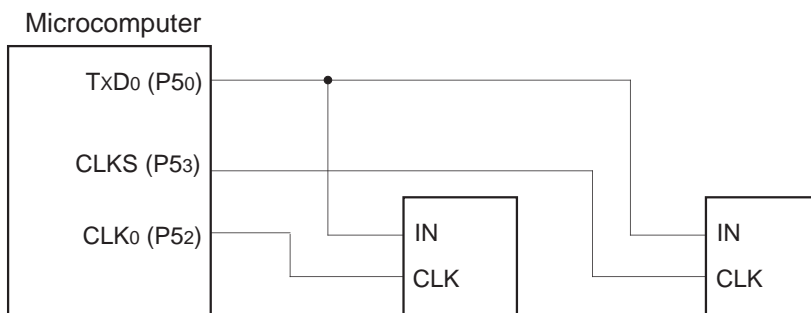 Microcomputer
TXD0 (P50)
CLKS (P53)
CLK0 (P52)
IN
CLK
IN
CLK